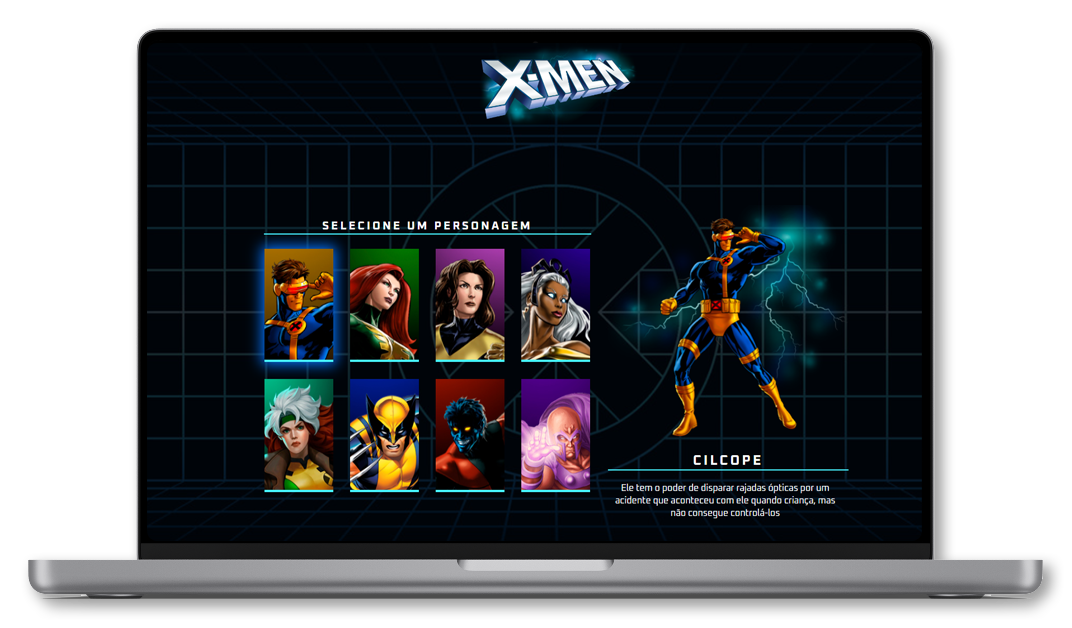 X-MEN
SELECIONE UM PERSONAGEM
CILCOPE
Ele tem o poder de disparar rajadas ópticas por um
acidente que aconteceu com ele quando criança, mas
não consegue controlá-los